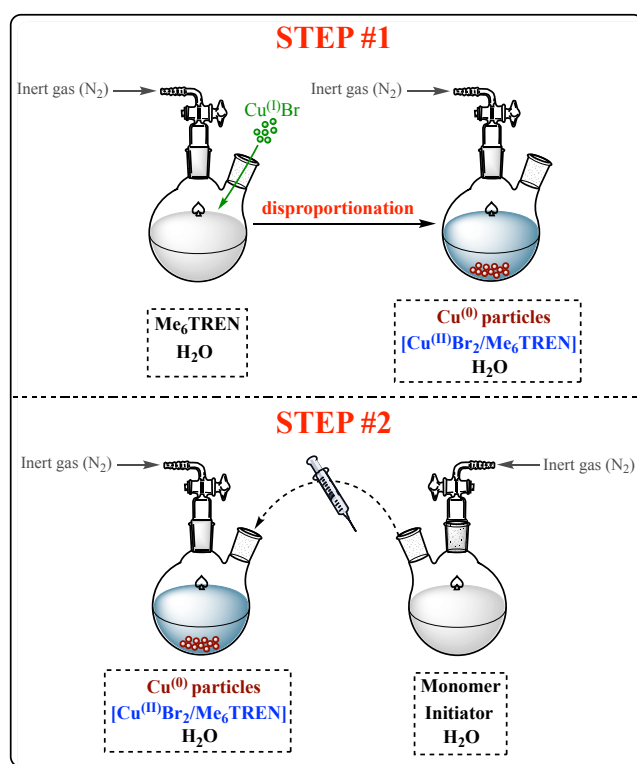 STEP #1
Inert gas (N₂)
Cu⁽ᴵ⁾Br
Inert gas (N₂)
disproportionation
Me₆TREN
H₂O
Cu⁽⁰⁾ particles
[Cu⁽ᴵᴵ⁾Br₂/Me₆TREN]
H₂O
STEP #2
Inert gas (N₂)
Inert gas (N₂)
Cu⁽⁰⁾ particles
[Cu⁽ᴵᴵ⁾Br₂/Me₆TREN]
H₂O
Monomer
Initiator
H₂O